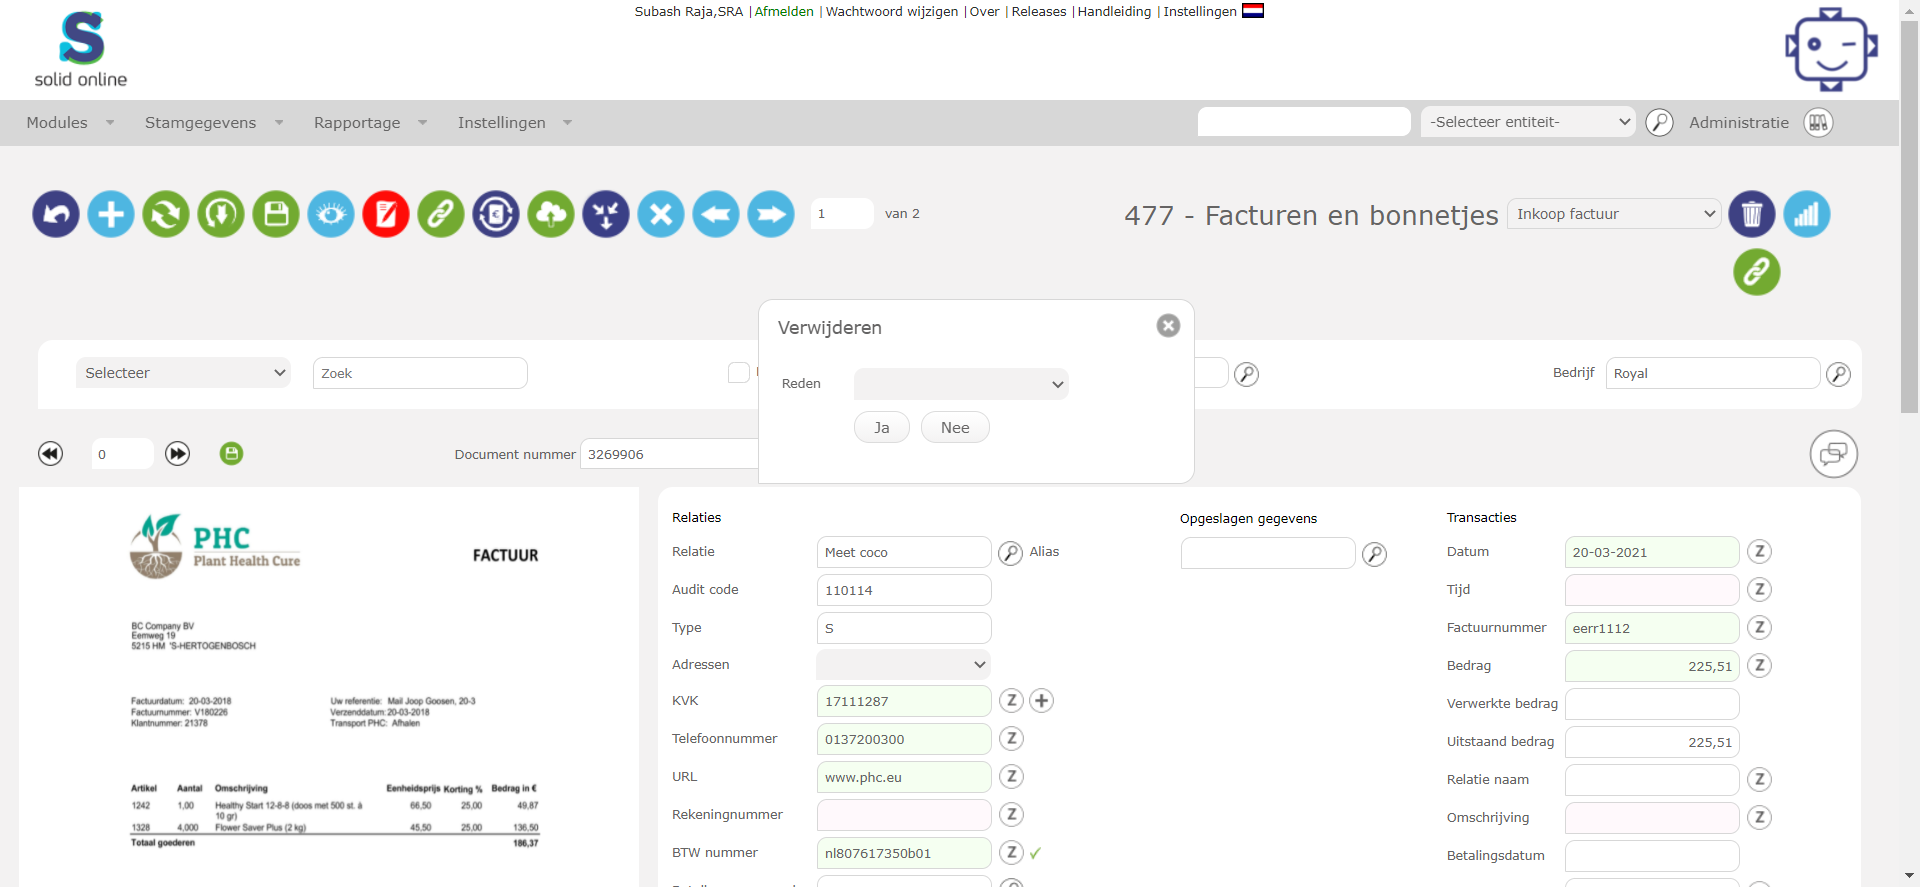 Subash Raja,SRA | Afmelden | Wachtwoord wijzigen | Over | Releases | Handleiding | Instellingen
solid online
Modules Stamgegevens Rapportage Instellingen -Selecteer entiteit- Administratie
1 van 2 477 - Facturen en bonnetjes Inkoop factuur
Verwijderen
Selecteer Zoek Reden Bedrijf Royal
Ja Nee
0 Document nummer 3269906
PHC
Plant Health Cure
FACTUUR
BC Company BV
Eemweg 19
5215 HM 'S-HERTOGENBOSCH
Factuurdatum: 20-03-2018 Uw referentie: Mail Joop Goosen, 20-3
Factuurnummer: V180226 Verzenddatum:20-03-2018
Klantnummer: 21378 Transport PHC: Afhalen
Artikel Aantal Omschrijving Eenheidsprijs Korting % Bedrag in €
1242 1,00 Healthy Start 12-8-8 (doos met 500 st. à 66,50 25,00 49,87
10 gr)
1328 4,000 Flower Saver Plus (2 kg) 45,50 25,00 136,50
Totaal goederen 186,37
Relaties Opgeslagen gegevens Transacties
Relatie Meet coco Alias Datum 20-03-2021 Z
Audit code 110114 Tijd Z
Type S Factuurnummer eerr1112 Z
Adressen Bedrag 225,51 Z
KVK 17111287 Z Verwerkte bedrag
Telefoonnummer 0137200300 Z Uitstaand bedrag 225,51
URL www.phc.eu Z Relatie naam Z
Rekeningnummer Z Omschrijving Z
BTW nummer nl807617350b01 Z Betalingsdatum